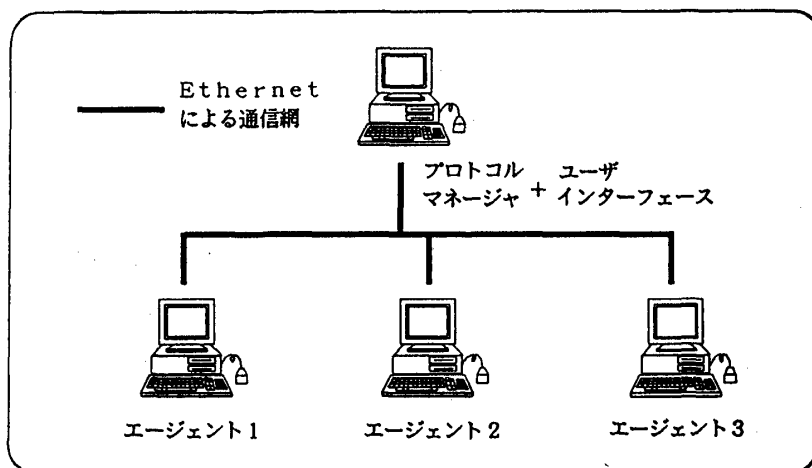 Ethernet
による通信網
プロトコル
マネージャ
+
ユーザ
インターフェース
エージェント1
エージェント2
エージェント3